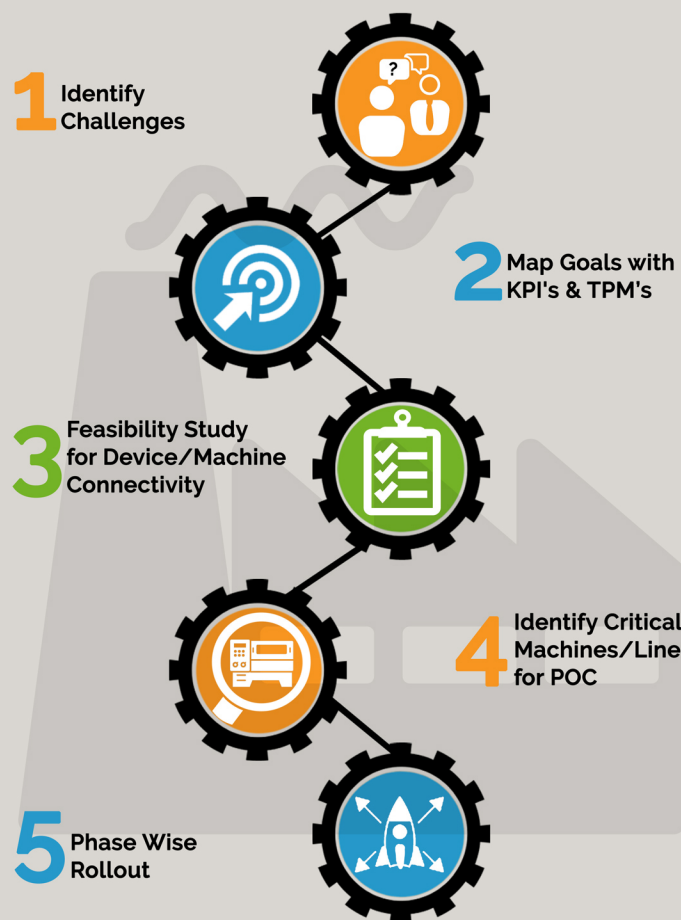 1
Identify
Challenges
?
2
Map Goals with
KPI's & TPM’s
3
Feasibility Study
for Device/Machine
Connectivity
4
Identify Critical
Machines/Line
for POC
5
Phase Wise
Rollout